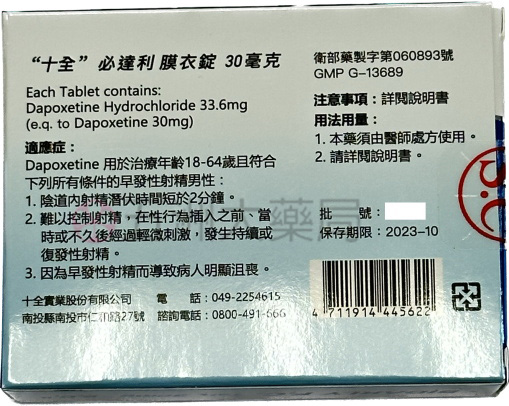 “十全”必達利 膜衣錠 30毫克
Each Tablet contains:
Dapoxetine Hydrochloride 33.6mg
(e.q. to Dapoxetine 30mg)
適應症：
Dapoxetine 用於治療年齡18-64歲且符合
下列所有條件的早發性射精男性：
1. 陰道內射精潛伏時間短於2分鐘。
2. 難以控制射精，在性行為插入之前、當
時或不久後經過輕微刺激，發生持續或
復發性射精。
3. 因為早發性射精而導致病人明顯沮喪。
十全實業股份有限公司 電 話：049-2254615
南投縣南投市仁和路27號 諮詢電話：0800-491-666
衛部藥製字第060893號
GMP G-13689
注意事項：詳閱說明書
用法用量：
1. 本藥須由醫師處方使用。
2. 請詳閱說明書。
批 號：
保存期限：2023-10
4 711914 445622